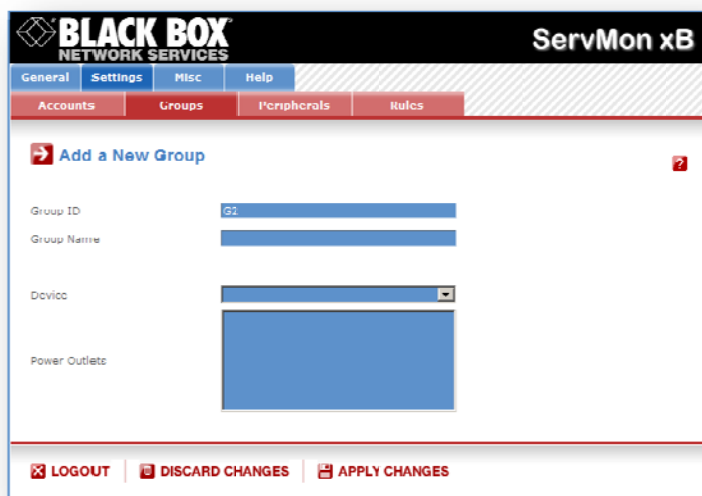 BLACK BOX
NETWORK SERVICES
ServMon xB
General Settings Misc Help
Accounts Groups Peripherals Rules
Add a New Group
?
Group ID G2
Group Name
Device
Power Outlets
LOGOUT DISCARD CHANGES APPLY CHANGES